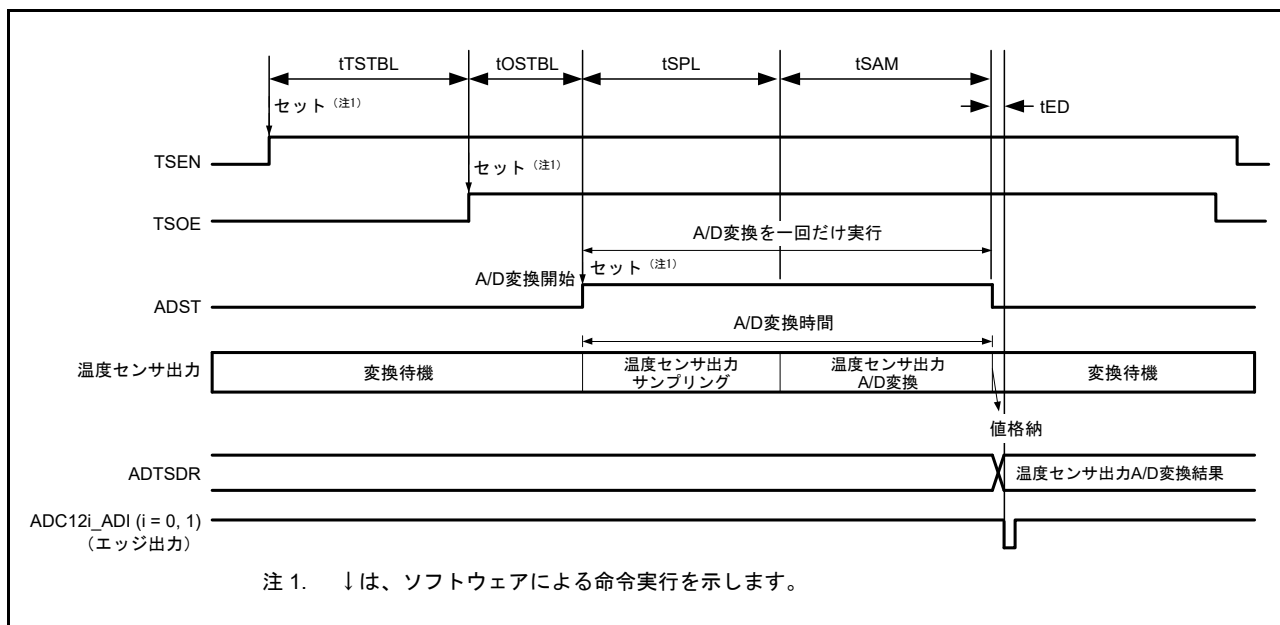 tTSTBL tOSTBL tSPL tSAM
tED
セット（注1）
TSEN
セット（注1）
TSOE
A/D変換を一回だけ実行
セット（注1）
A/D変換開始
ADST
A/D変換時間
温度センサ出力
変換待機
温度センサ出力
サンプリング
温度センサ出力
A/D変換
変換待機
値格納
ADTSDR
温度センサ出力A/D変換結果
ADC12i_ADI (i = 0, 1)
（エッジ出力）
注 1. ↓は、ソフトウェアによる命令実行を示します。